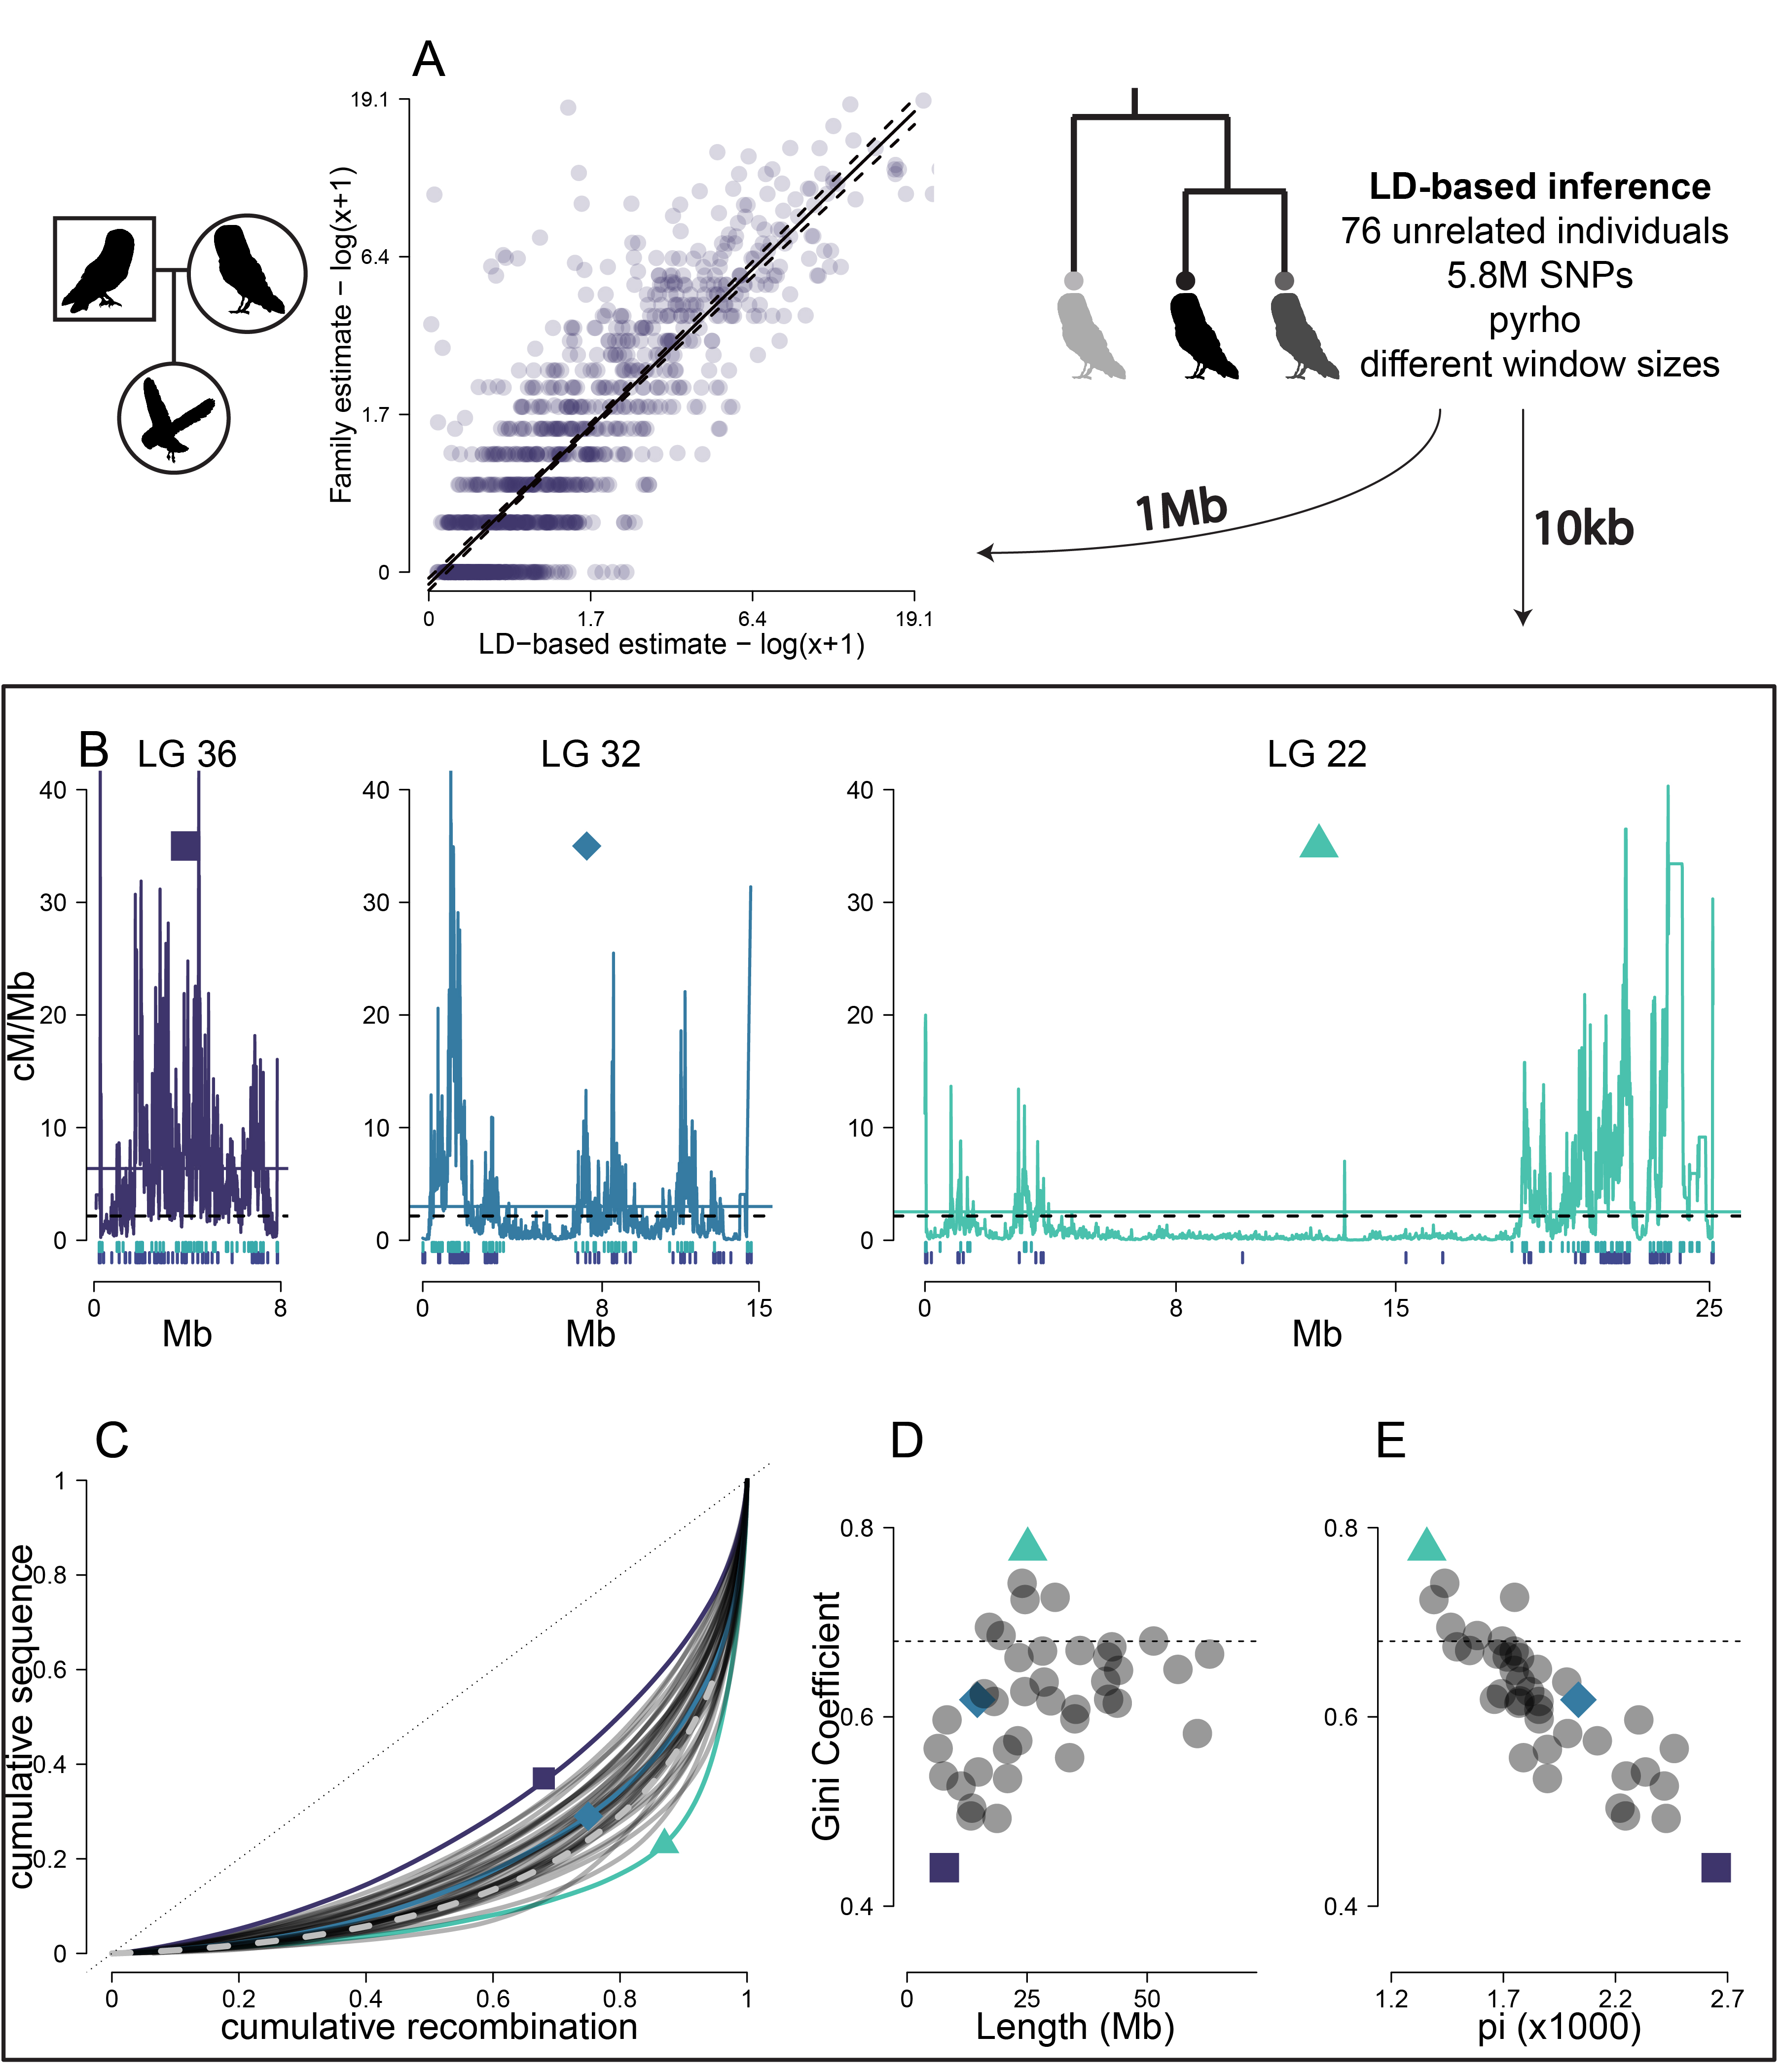 A
19.1
6.4
1.7
0
Family estimate − log(x+1)
0 1.7 6.4 19.1
LD−based estimate − log(x+1)
LD-based inference
76 unrelated individuals
5.8M SNPs
pyrho
different window sizes
1Mb
10kb
B
LG 36
LG 32
LG 22
cM/Mb
40
30
20
10
0
0 8
Mb
40
30
20
10
0
0 8 15
Mb
40
30
20
10
0
0 8 15 25
Mb
C
cumulative sequence
1
0.8
0.6
0.4
0.2
0
0 0.2 0.4 0.6 0.8 1
cumulative recombination
D
Gini Coefficient
0.8
0.6
0.4
0 25 50
Length (Mb)
E
0.8
0.6
0.4
1.2 1.7 2.2 2.7
pi (x1000)